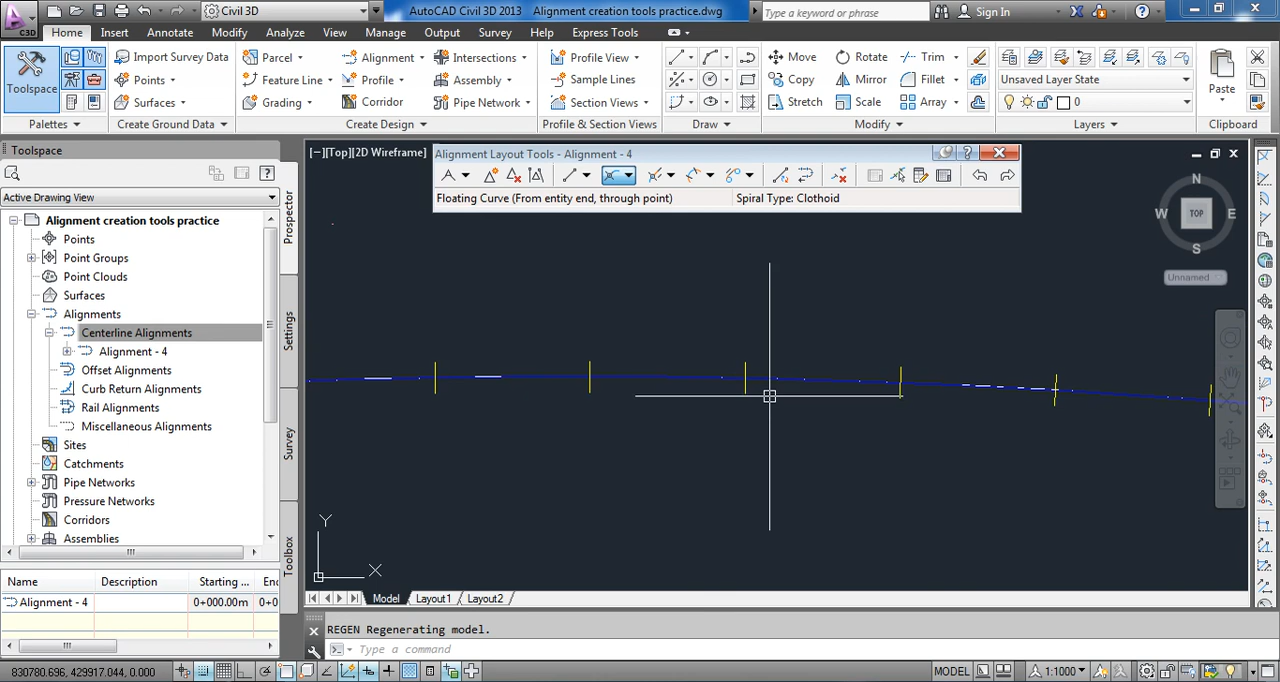 Civil 3D
AutoCAD Civil 3D 2013 Alignment creation tools practice.dwg
Type a keyword or phrase
Sign In
C3D
Home Insert Annotate Modify Analyze View Manage Output Survey Help Express Tools
Toolspace
Import Survey Data
Points
Surfaces
Parcel
Feature Line
Grading
Alignment
Profile
Corridor
Intersections
Assembly
Pipe Network
Profile View
Sample Lines
Section Views
Move
Copy
Stretch
Rotate
Mirror
Scale
Trim
Fillet
Array
Unsaved Layer State
0
Paste
Palettes
Create Ground Data
Create Design
Profile & Section Views
Draw
Modify
Layers
Clipboard
Toolspace
Active Drawing View
Alignment creation tools practice
Points
Point Groups
Point Clouds
Surfaces
Alignments
Centerline Alignments
Alignment - 4
Offset Alignments
Curb Return Alignments
Rail Alignments
Miscellaneous Alignments
Sites
Catchments
Pipe Networks
Pressure Networks
Corridors
Assemblies
Name Description Starting ... Enc
Alignment - 4 0+000.00m 0+0
Prospector
Settings
Survey
Toolbox
[−][Top][2D Wireframe]
Alignment Layout Tools - Alignment - 4
Floating Curve (From entity end, through point)
Spiral Type: Clothoid
N
W
TOP
E
S
Unnamed
Y
X
Model Layout1 Layout2
REGEN Regenerating model.
Type a command
830780.696, 429917.044, 0.000
MODEL
1:1000